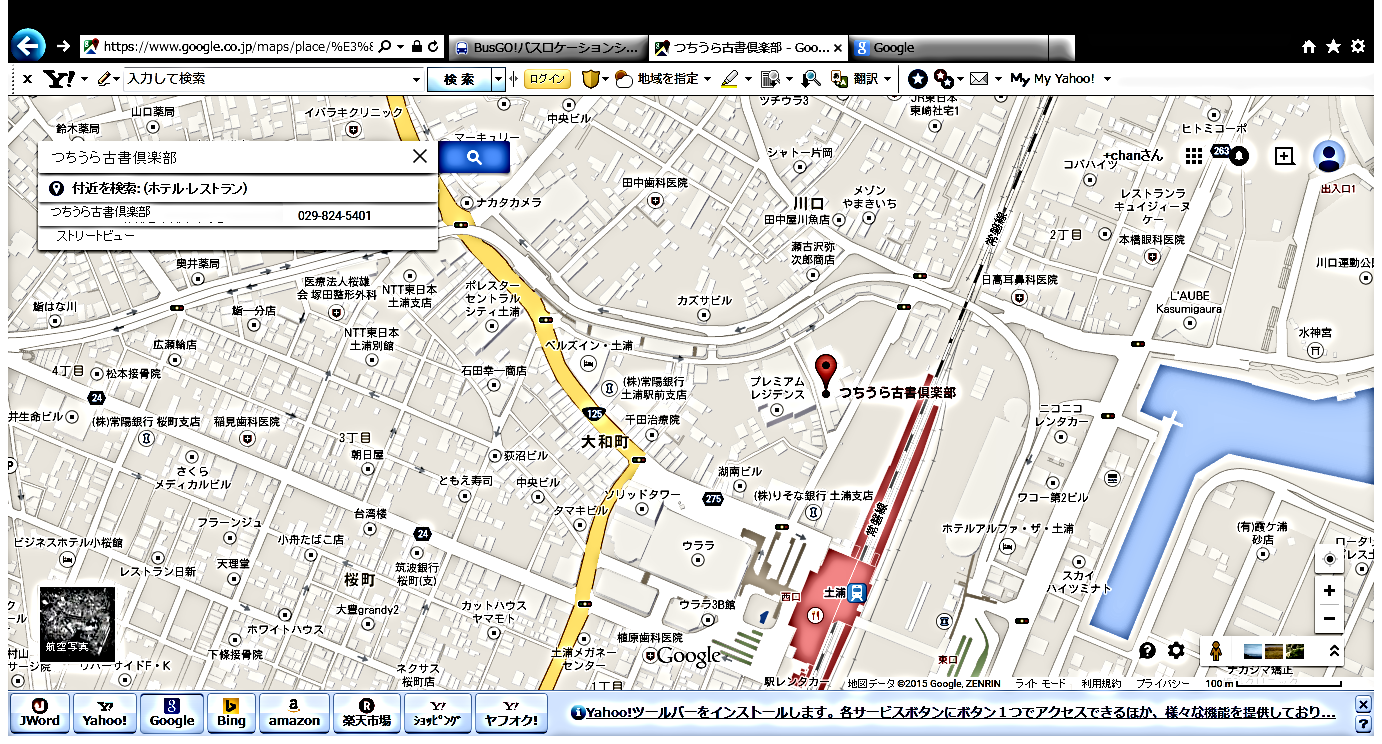 https://www.google.co.jp/maps/place/%E3%8
BusGO!バスロケーションシ...
つちうら古書倶楽部 - Goo...
Google
Y!
入力して検索
検 索
ログイン
地域を指定
翻訳
My My Yahoo!
つちうら古書倶楽部
付近を検索: (ホテル・レストラン)
つちうら古書倶楽部
029-824-5401
ストリートビュー
+chanさん
263
山口薬局
鈴木薬局
イバラキクリニック
マーキュリー
中央ビル
ツチウラ3
JR東日本
東崎社宅1
ヒトミコーポ
コバハイツ
出入口1
シャトー片岡
田中歯科医院
ナカタカメラ
川口
メゾン
やまきいち
田中屋川魚店
レストランラ
キュイジィーヌ
ケー
2丁目
本橋眼科医院
常磐線
瀬古沢弥
次郎商店
奥井薬局
川口運動公
日高耳鼻科医院
医療法人桜雄
会 塚田整形外科
NTT東日本
土浦支店
ポレスター
セントラル
シティ土浦
カズサビル
L'AUBE
Kasumigaura
鮨はな川
鮨一分店
NTT東日本
土浦別館
水神宮
広瀬輪店
ベルズイン・土浦
4丁目
松本接骨院
石田幸一商店
(株)常陽銀行
土浦駅前支店
プレミアム
レジデンス
つちうら古書倶楽部
24
125
井生命ビル
(株)常陽銀行 桜町支店
稲見歯科医院
千田治療院
ニコニコ
レンタカー
3丁目
大和町
朝日屋
荻沼ビル
さくら
メディカルビル
湖南ビル
ともえ寿司
中央ビル
ソリッドタワー
275
(株)りそな銀行 土浦支店
ワコー第2ビル
タマキビル
台湾楼
常磐線
フラーンジュ
24
ホテルアルファ・ザ・土浦
(有)霞ケ浦
砂店
ビジネスホテル小桜館
小舟たばこ店
ウララ
レストラン日新
天理堂
筑波銀行
桜町(支)
桜町
スカイ
ハイツミナト
西口
土浦
大豊grandy2
カットハウス
ヤマモト
ウララ3B館
ホワイトハウス
植原歯科医院
Google
東口
航空写真
下條接骨院
土浦メガネー
センター
リバーサイドF・K
ネクサス
桜町店
1丁目
駅レンタカー
ナカジマ矯正
地図データ ©2015 Google, ZENRIN
ライト モード
利用規約
プライバシー
100 m
JWord
Yahoo!
Google
Bing
amazon
楽天市場
ショッピング
ヤフオク!
Yahoo!ツールバーをインストールします。各サービスボタンにボタン１つでアクセスできるほか、様々な機能を提供しており...